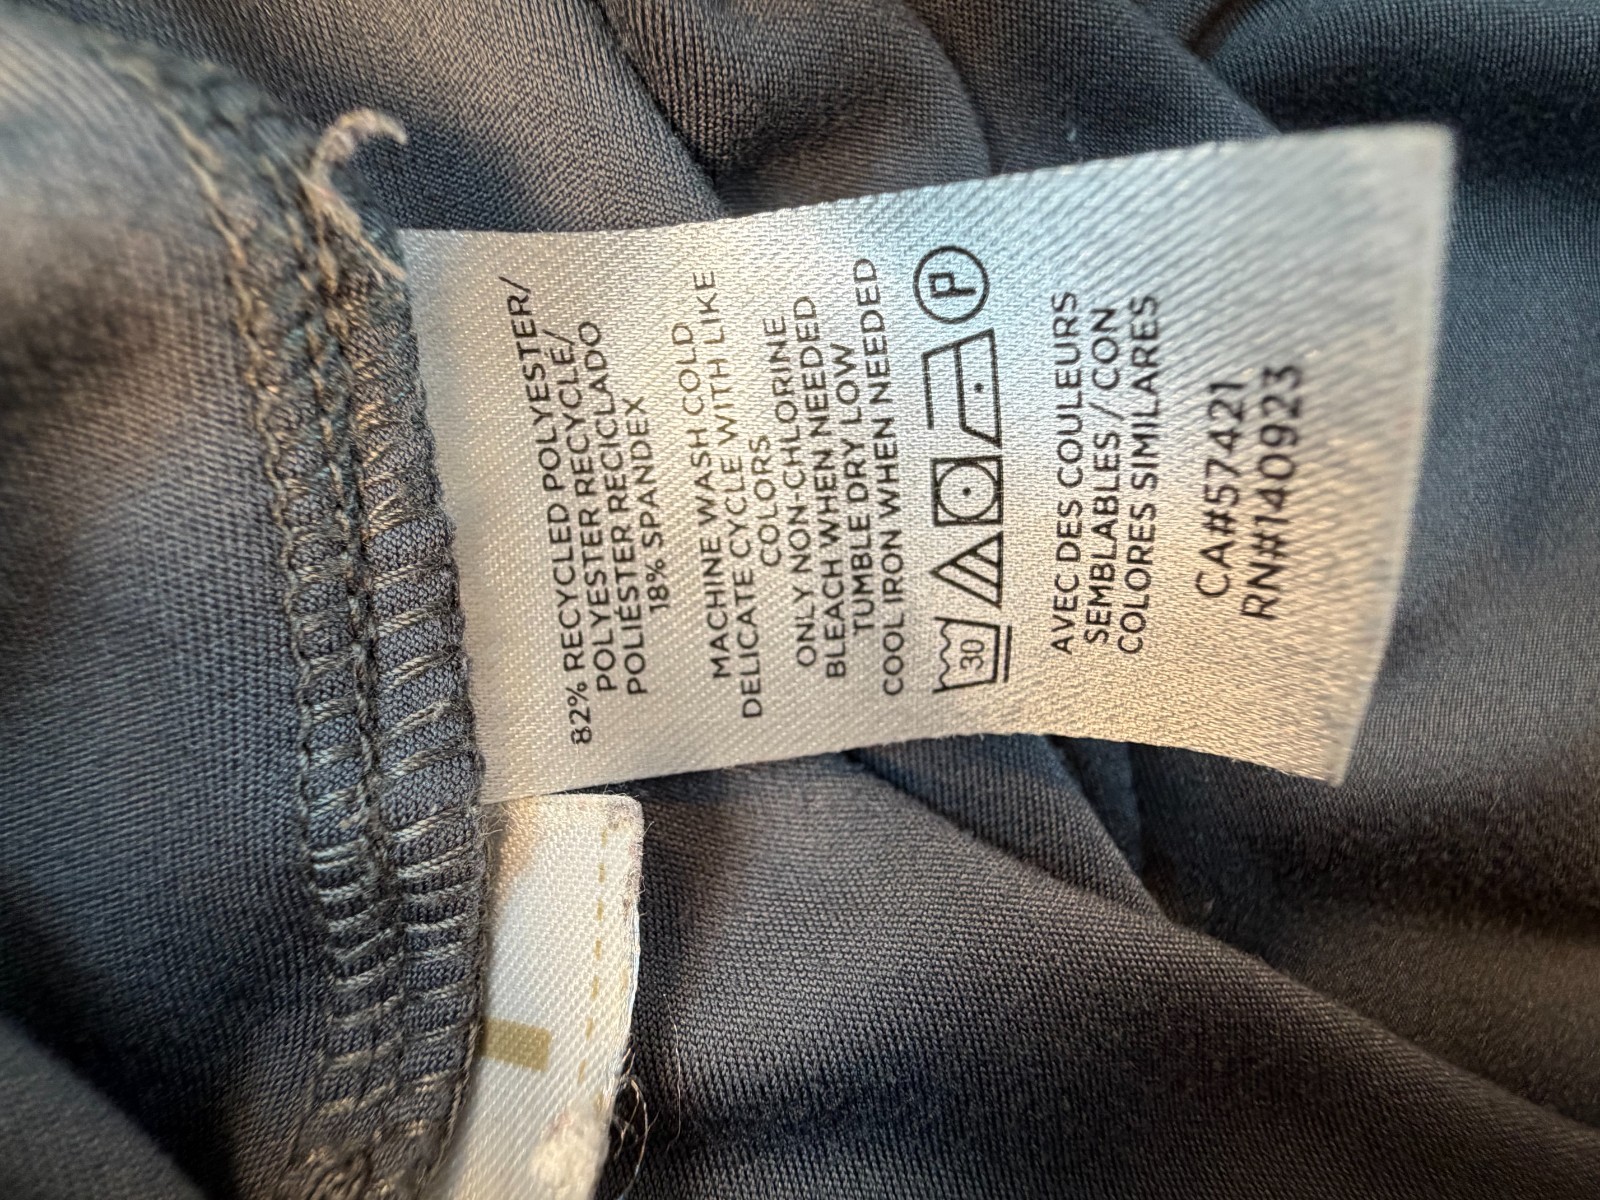 82% RECYCLED POLYESTER/
POLYESTER RECYCLÉ/
POLIÉSTER RECICLADO
18% SPANDEX
MACHINE WASH COLD
DELICATE CYCLE WITH LIKE
COLORS
ONLY NON-CHLORINE
BLEACH WHEN NEEDED
TUMBLE DRY LOW
COOL IRON WHEN NEEDED
30 P
AVEC DES COULEURS
SEMBLABLES / CON
COLORES SIMILARES
CA#57421
RN#140923